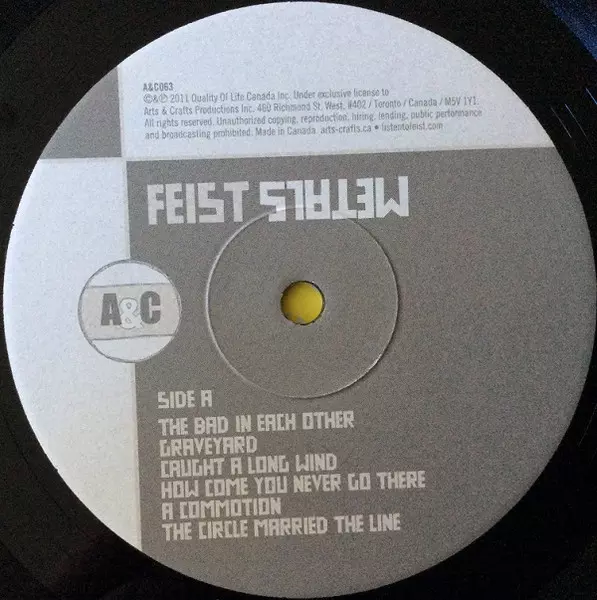 A&C063
©&℗ 2011 Quality Of Life Canada Inc. Under exclusive license to
Arts & Crafts Productions Inc. 460 Richmond St. West, #402 / Toronto / Canada / M5V 1Y1.
All rights reserved. Unauthorized copying, reproduction, hiring, lending, public performance
and broadcasting prohibited. Made in Canada. arts-crafts.ca • listentofeist.com
FEIST METALS
A&C
SIDE A
THE BAD IN EACH OTHER
GRAVEYARD
CAUGHT A LONG WIND
HOW COME YOU NEVER GO THERE
A COMMOTION
THE CIRCLE MARRIED THE LINE